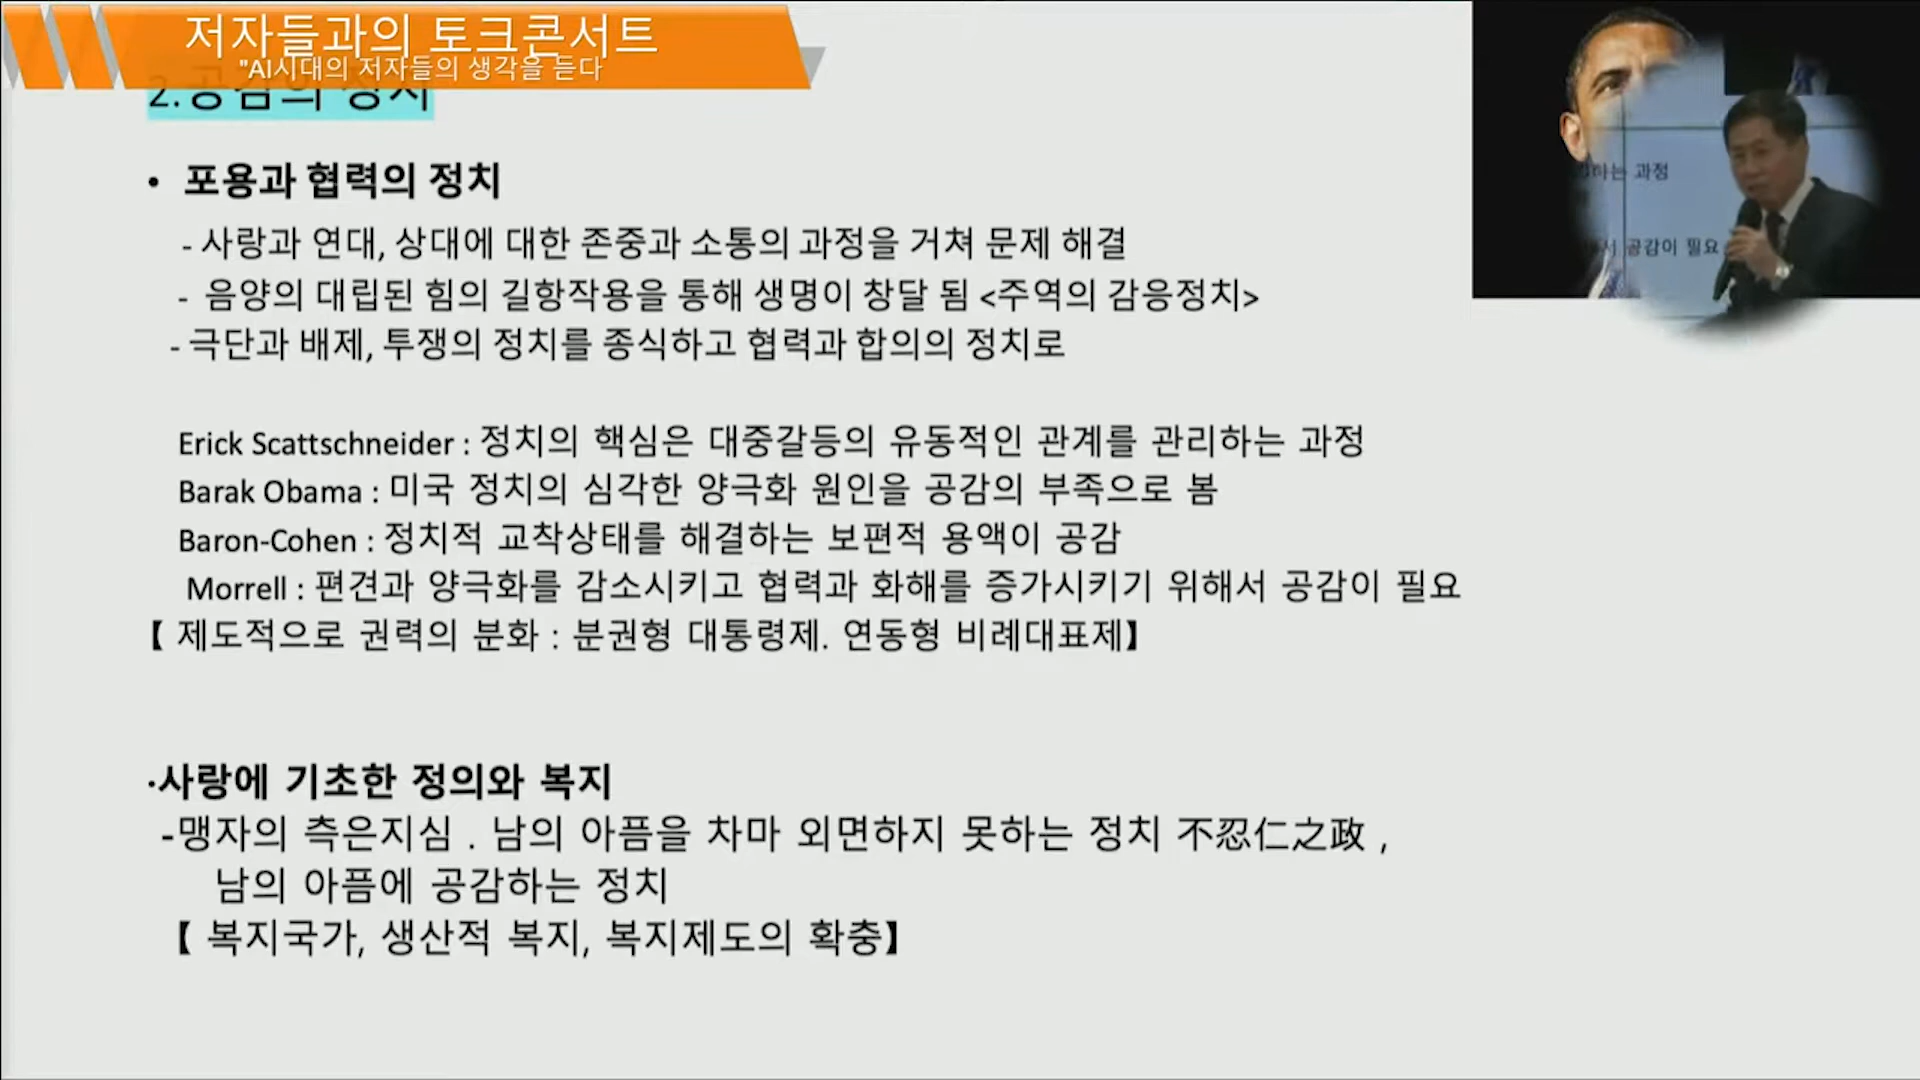 저자들과의 토크콘서트
"AI시대의 저자들의 생각을 듣다
2.공감의 정치
• 포용과 협력의 정치
- 사랑과 연대, 상대에 대한 존중과 소통의 과정을 거쳐 문제 해결
- 음양의 대립된 힘의 길항작용을 통해 생명이 창달 됨 <주역의 감응정치>
- 극단과 배제, 투쟁의 정치를 종식하고 협력과 합의의 정치로
Erick Scattschneider : 정치의 핵심은 대중갈등의 유동적인 관계를 관리하는 과정
Barak Obama : 미국 정치의 심각한 양극화 원인을 공감의 부족으로 봄
Baron-Cohen : 정치적 교착상태를 해결하는 보편적 용액이 공감
Morrell : 편견과 양극화를 감소시키고 협력과 화해를 증가시키기 위해서 공감이 필요
【 제도적으로 권력의 분화 : 분권형 대통령제. 연동형 비례대표제】
·사랑에 기초한 정의와 복지
-맹자의 측은지심 . 남의 아픔을 차마 외면하지 못하는 정치 不忍仁之政 ,
남의 아픔에 공감하는 정치
【 복지국가, 생산적 복지, 복지제도의 확충】
하는 과정
서 공감이 필요